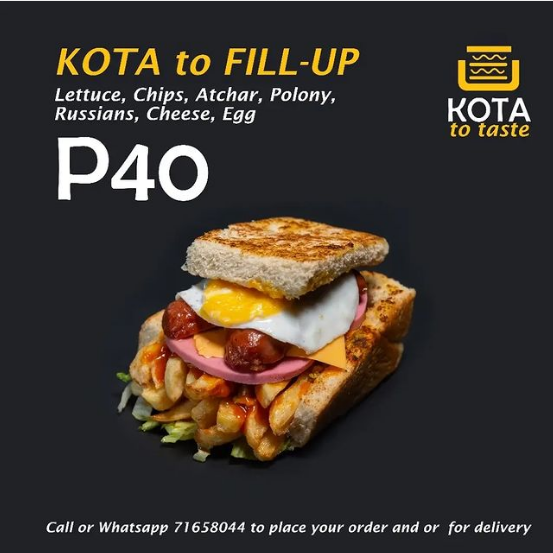 KOTA to FILL-UP
Lettuce, Chips, Atchar, Polony,
Russians, Cheese, Egg
P40
KOTA
to taste
Call or Whatsapp 71658044 to place your order and or for delivery